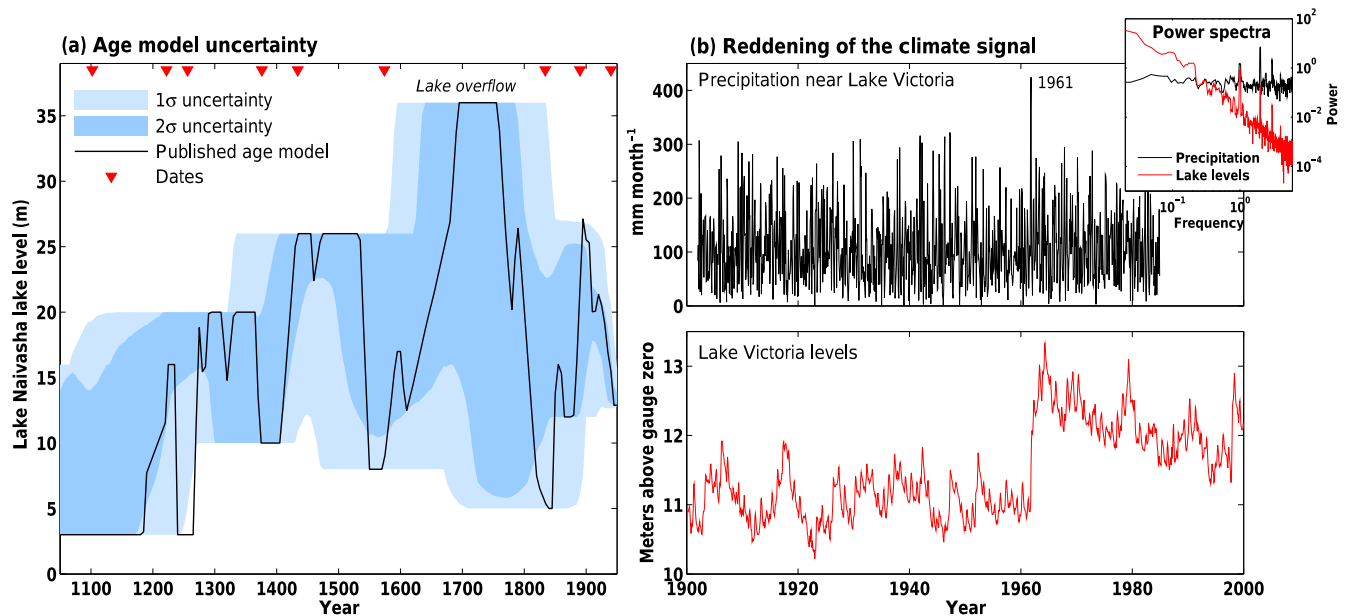 (a) Age model uncertainty
Lake overflow
1σ uncertainty
2σ uncertainty
Published age model
Dates
Lake Naivasha lake level (m)
35
30
25
20
15
10
5
0
1100 1200 1300 1400 1500 1600 1700 1800 1900
Year
(b) Reddening of the climate signal
Precipitation near Lake Victoria
1961
mm month⁻¹
400
300
200
100
0
Power spectra
10²
10⁰
10⁻²
10⁻⁴
Power
Precipitation
Lake levels
10⁻¹ 10⁰
Frequency
Lake Victoria levels
Meters above gauge zero
13
12
11
10
1900 1920 1940 1960 1980 2000
Year